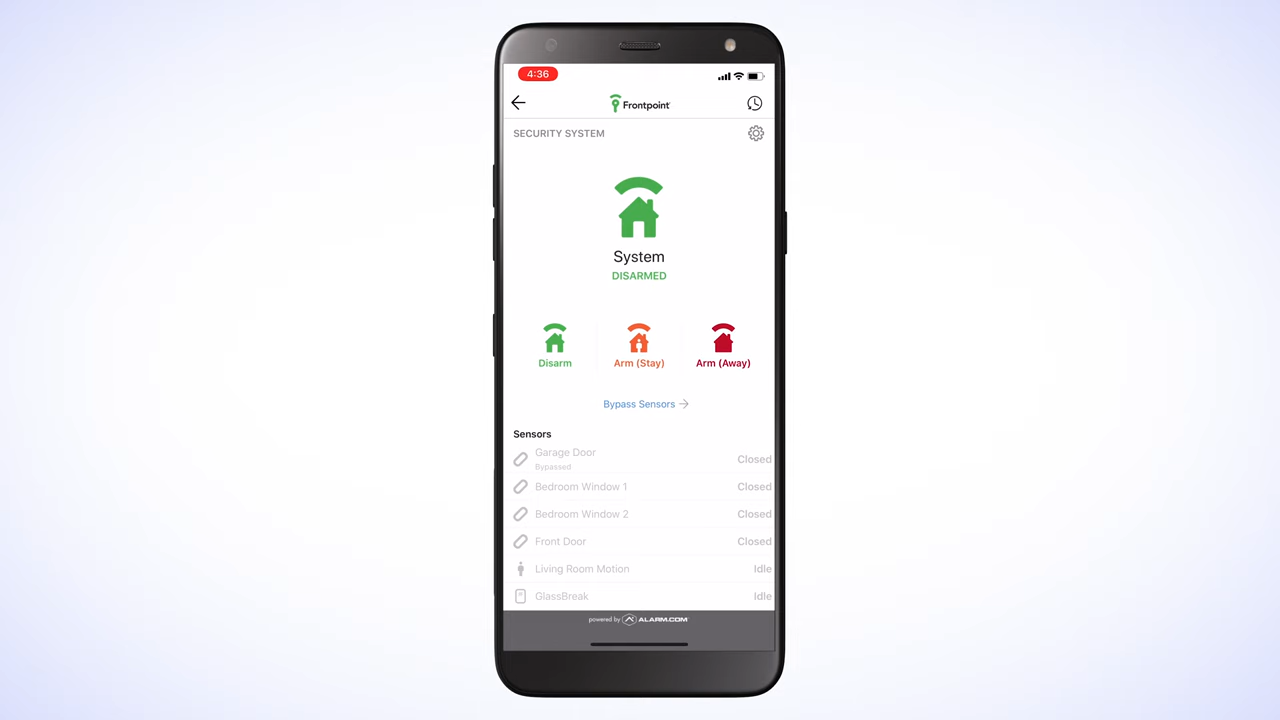 4:36
Frontpoint
SECURITY SYSTEM
System
DISARMED
Disarm
Arm (Stay)
Arm (Away)
Bypass Sensors
Sensors
Garage Door
Bypassed
Closed
Bedroom Window 1
Closed
Bedroom Window 2
Closed
Front Door
Closed
Living Room Motion
Idle
GlassBreak
Idle
powered by ALARM.COM